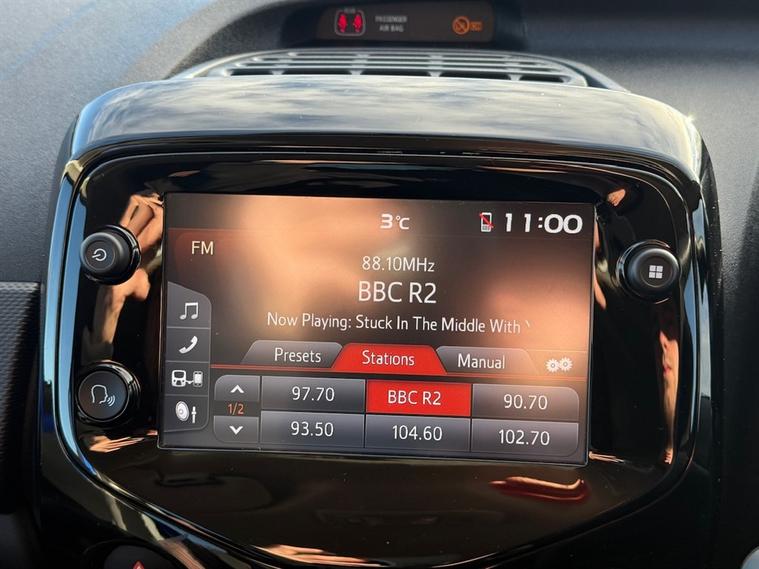 PASSENGER
AIR BAG
3°C
11:00
FM
88.10MHz
BBC R2
Now Playing: Stuck In The Middle With
Presets
Stations
Manual
1/2
97.70
BBC R2
90.70
93.50
104.60
102.70